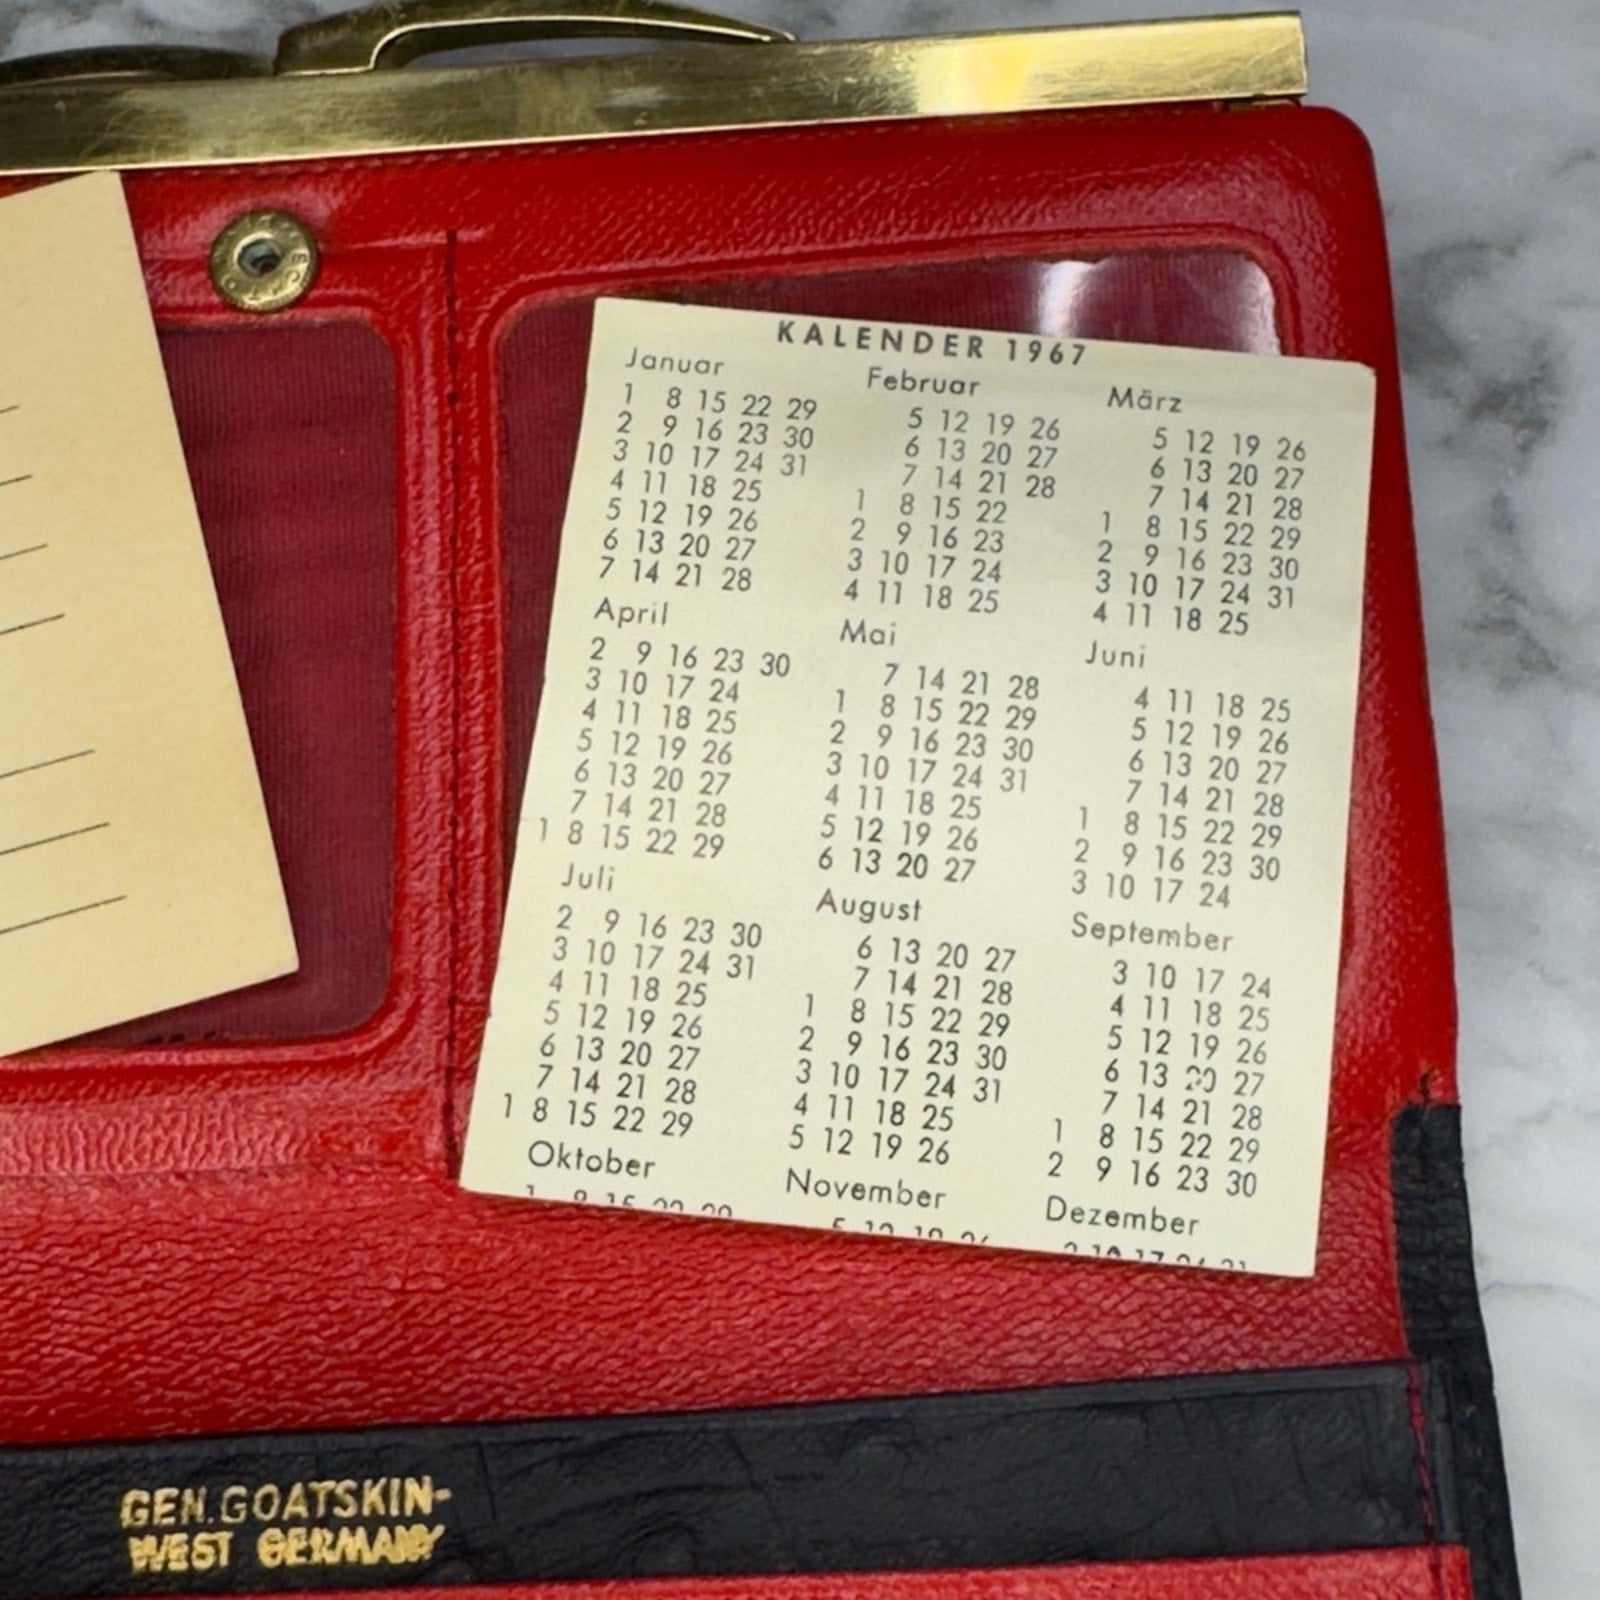 KALENDER 1967
Januar
1 8 15 22 29
2 9 16 23 30
3 10 17 24 31
4 11 18 25
5 12 19 26
6 13 20 27
7 14 21 28
Februar
5 12 19 26
6 13 20 27
7 14 21 28
1 8 15 22
2 9 16 23
3 10 17 24
4 11 18 25
März
5 12 19 26
6 13 20 27
7 14 21 28
1 8 15 22 29
2 9 16 23 30
3 10 17 24 31
4 11 18 25
April
2 9 16 23 30
3 10 17 24
4 11 18 25
5 12 19 26
6 13 20 27
7 14 21 28
1 8 15 22 29
Mai
7 14 21 28
1 8 15 22 29
2 9 16 23 30
3 10 17 24 31
4 11 18 25
5 12 19 26
6 13 20 27
Juni
4 11 18 25
5 12 19 26
6 13 20 27
7 14 21 28
1 8 15 22 29
2 9 16 23 30
3 10 17 24
Juli
2 9 16 23 30
3 10 17 24 31
4 11 18 25
5 12 19 26
6 13 20 27
7 14 21 28
1 8 15 22 29
August
6 13 20 27
7 14 21 28
1 8 15 22 29
2 9 16 23 30
3 10 17 24 31
4 11 18 25
5 12 19 26
September
3 10 17 24
4 11 18 25
5 12 19 26
6 13 20 27
7 14 21 28
1 8 15 22 29
2 9 16 23 30
Oktober
1 8 15 22 29
November
5 12 19 26
Dezember
3 10 17 24 31
GEN. GOATSKIN-
WEST GERMANY